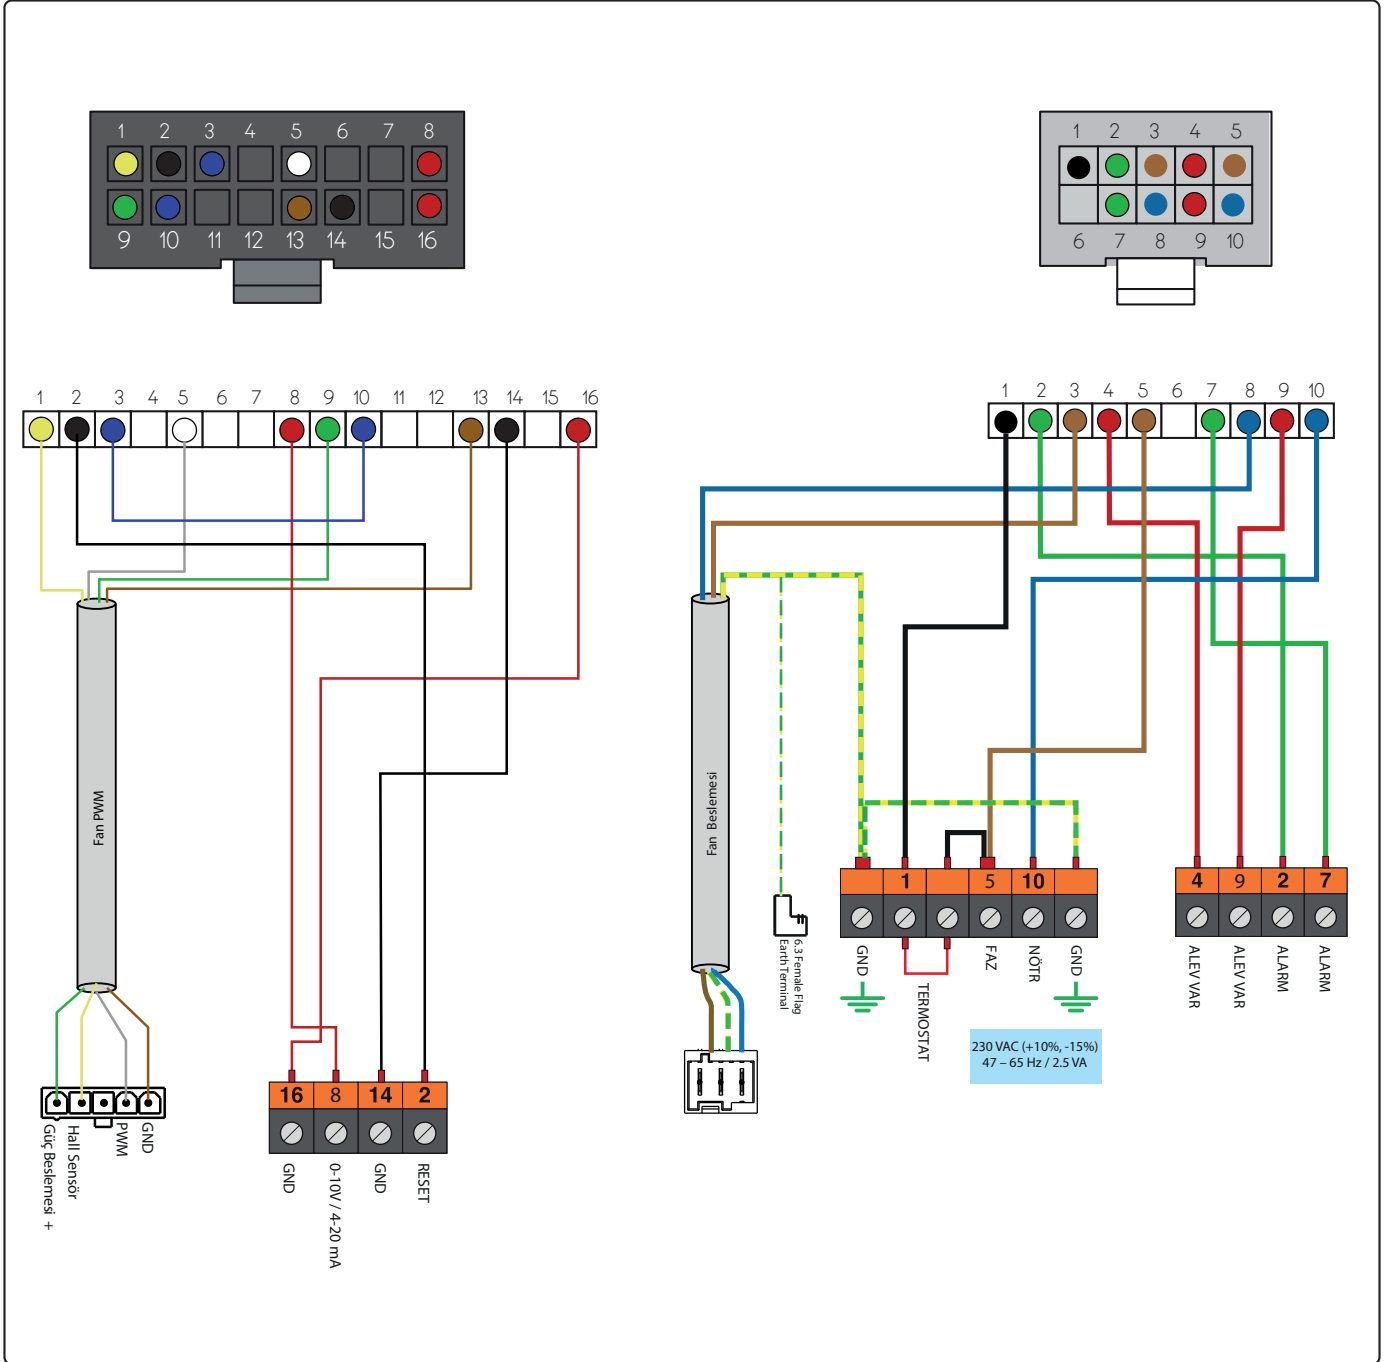 1 2 3 4 5 6 7 8
9 10 11 12 13 14 15 16
1 2 3 4 5
6 7 8 9 10
1 2 3 4 5 6 7 8 9 10 11 12 13 14 15 16
1 2 3 4 5 6 7 8 9 10
Fan PWM
Fan Beslemesi
6.3 Female Flag
Earth Terminal
1 5 10
GND
TERMOSTAT
FAZ
NÖTR
GND
4 9 2 7
ALEV VAR
ALEV VAR
ALARM
ALARM
230 VAC (+10%, -15%)
47 – 65 Hz / 2.5 VA
Güç Beslemesi +
Hall Sensör
PWM
GND
16 8 14 2
GND
0-10V / 4-20 mA
GND
RESET